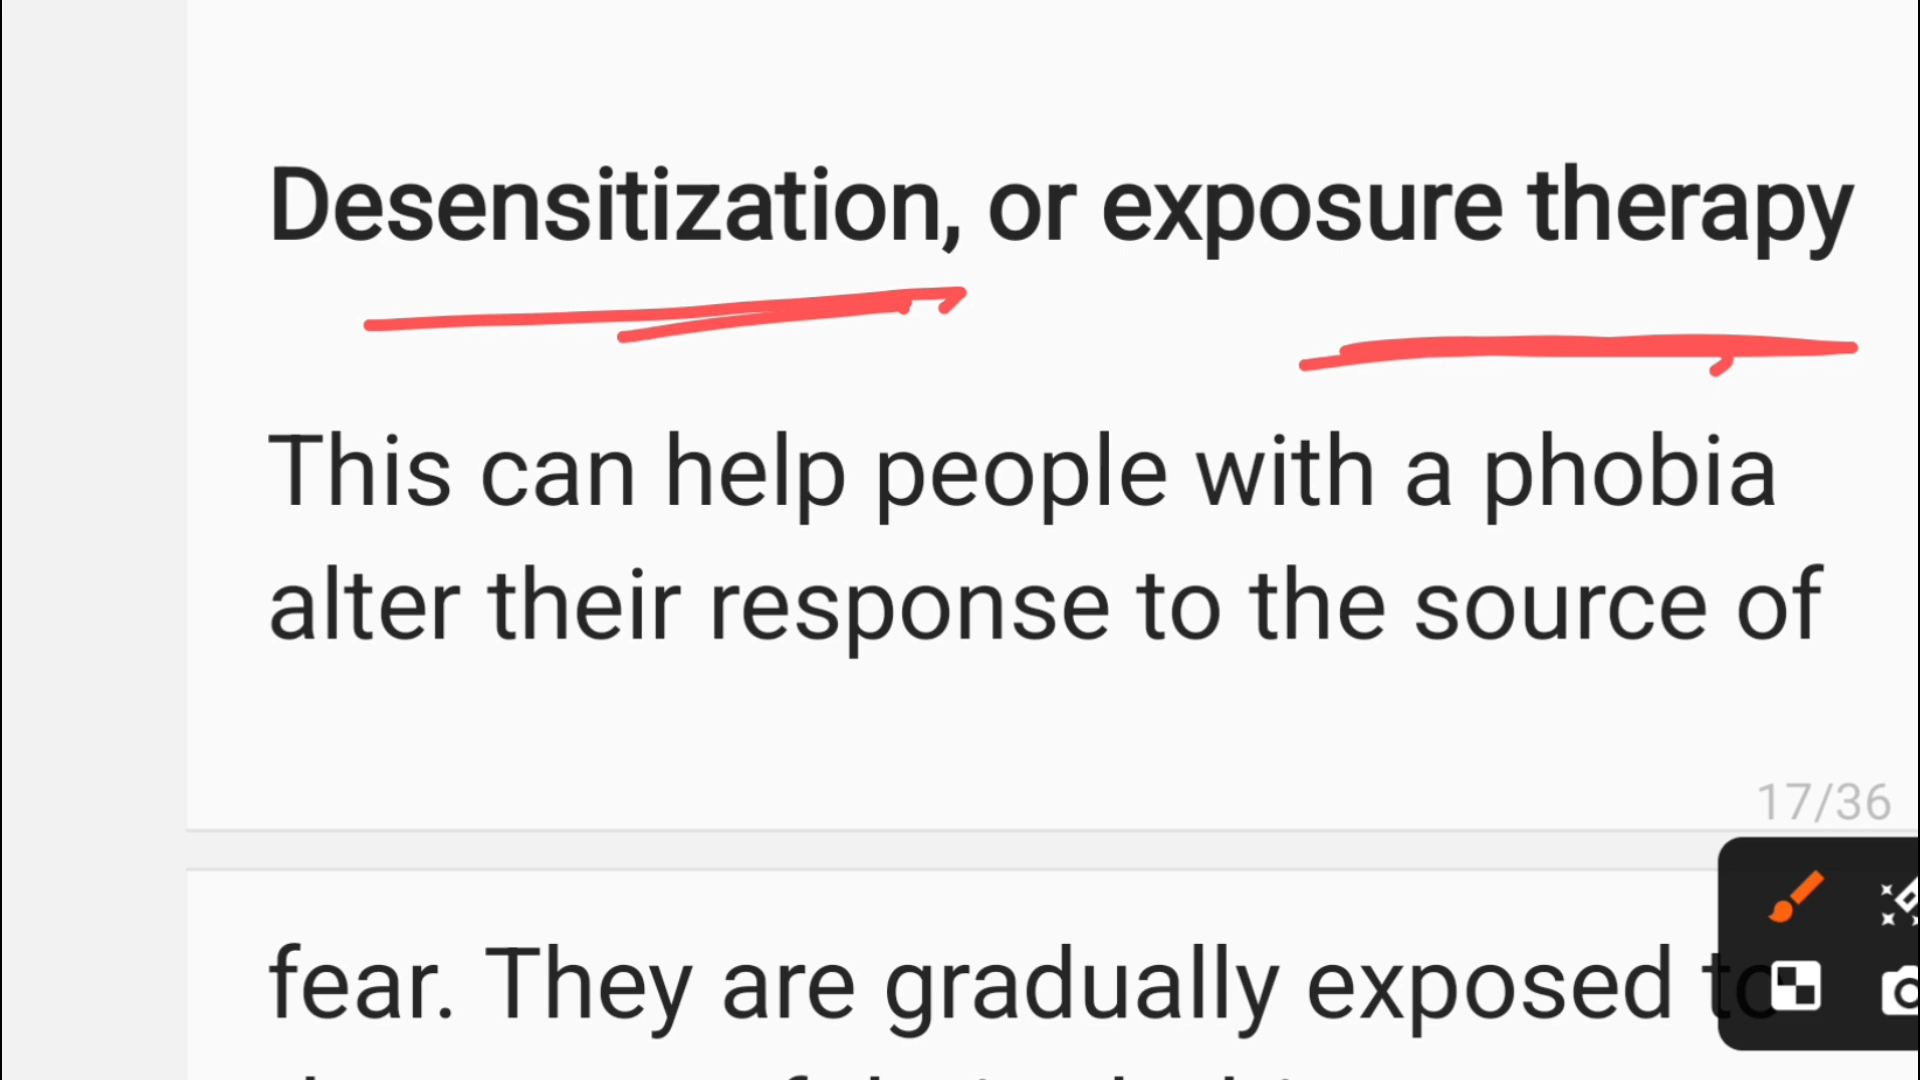 Desensitization, or exposure therapy
This can help people with a phobia
alter their response to the source of
17/36
fear. They are gradually exposed to